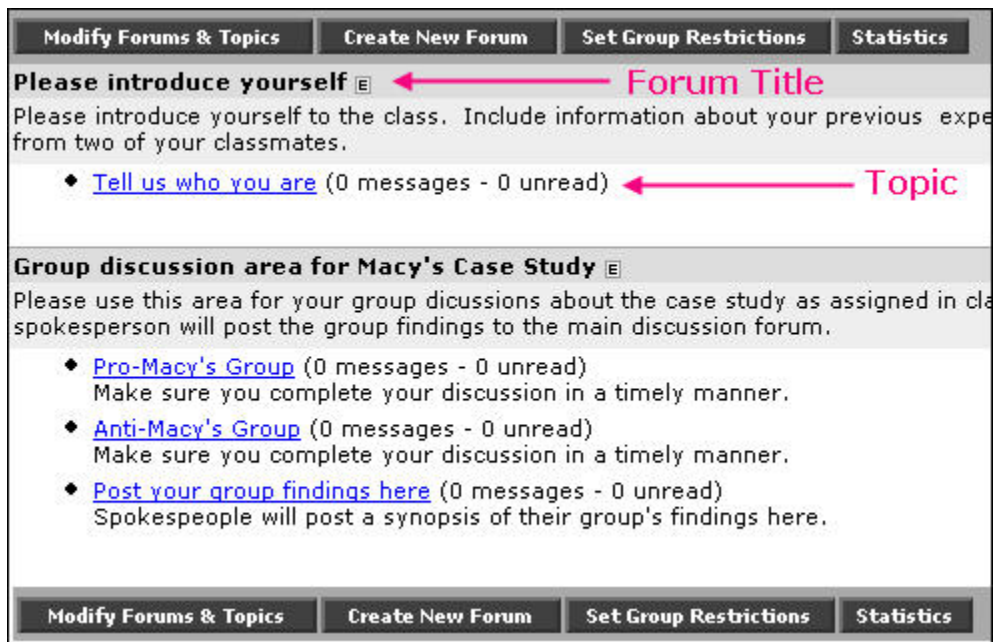 Modify Forums & Topics Create New Forum Set Group Restrictions Statistics
Please introduce yourself E Forum Title
Please introduce yourself to the class. Include information about your previous expe
from two of your classmates.
Tell us who you are (0 messages - 0 unread) Topic
Group discussion area for Macy's Case Study E
Please use this area for your group dicussions about the case study as assigned in cla
spokesperson will post the group findings to the main discussion forum.
Pro-Macy's Group (0 messages - 0 unread)
Make sure you complete your discussion in a timely manner.
Anti-Macy's Group (0 messages - 0 unread)
Make sure you complete your discussion in a timely manner.
Post your group findings here (0 messages - 0 unread)
Spokespeople will post a synopsis of their group's findings here.
Modify Forums & Topics Create New Forum Set Group Restrictions Statistics